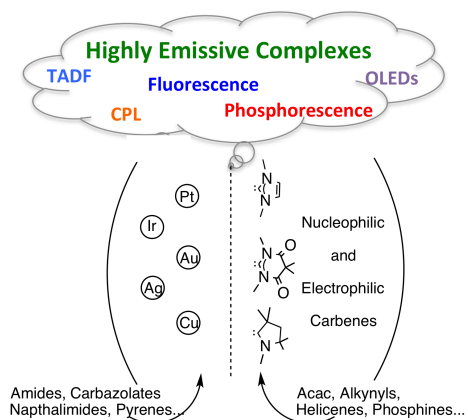 Highly Emissive Complexes
TADF
OLEDs
Fluorescence
CPL
Phosphorescence
Pt
Ir
Au
Ag
Cu
N
N
N
N
O
O
N
Nucleophilic
and
Electrophilic
Carbenes
Amides, Carbazolates
Napthalimides, Pyrenes...
Acac, Alkynyls,
Helicenes, Phosphines...